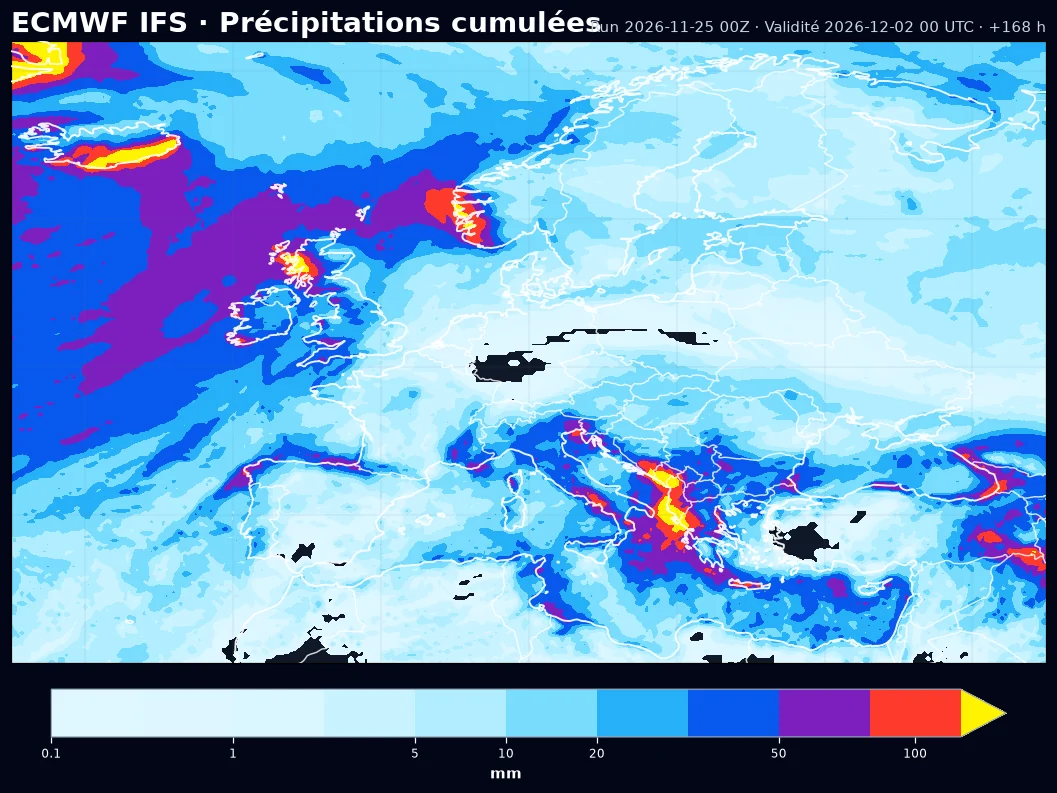 ECMWF IFS · Précipitations cumulées
Run 2026-11-25 00Z · Validité 2026-12-02 00 UTC · +168 h
0.1 1 5 10 20 50 100
mm